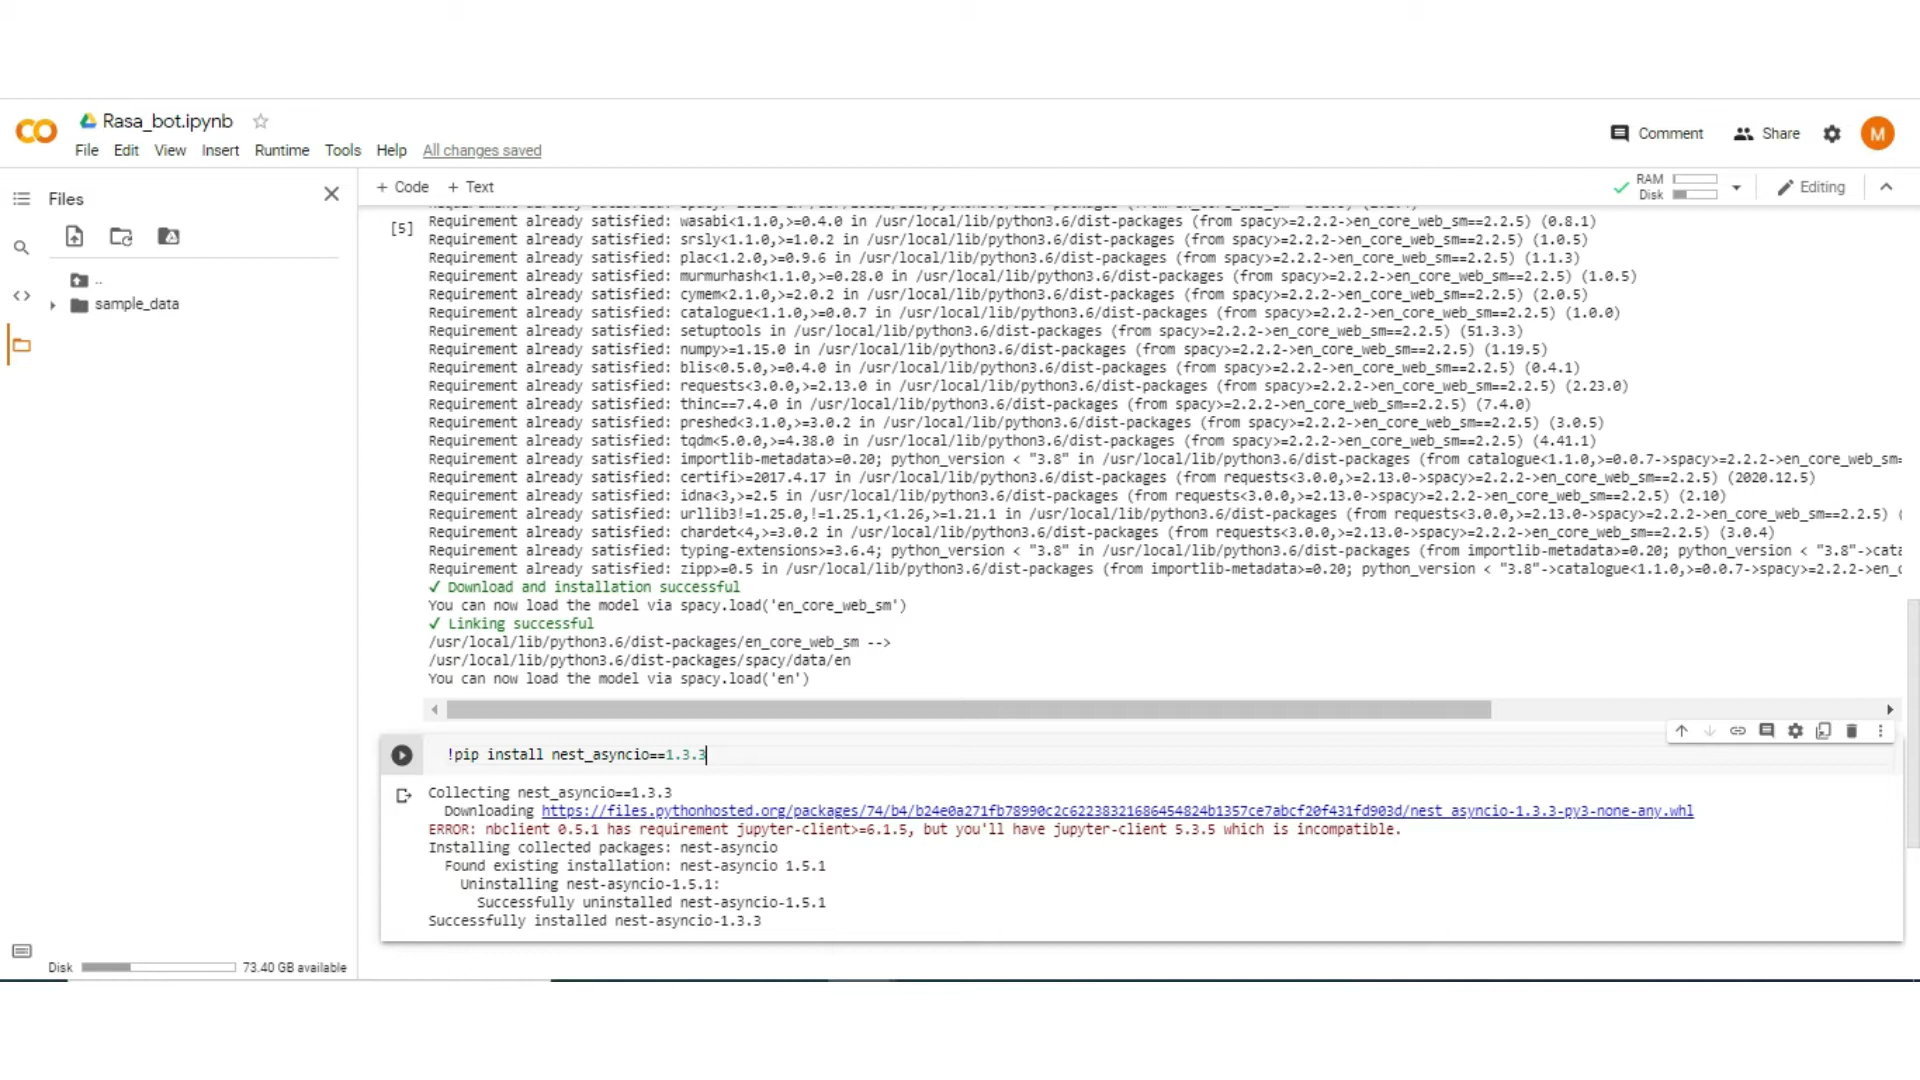 Rasa_bot.ipynb
File Edit View Insert Runtime Tools Help All changes saved
Comment Share M
Files
+ Code + Text
RAM
Disk
Editing
..
sample_data
[5]
Requirement already satisfied: wasabi<1.1.0,>=0.4.0 in /usr/local/lib/python3.6/dist-packages (from spacy>=2.2.2->en_core_web_sm==2.2.5) (0.8.1)
Requirement already satisfied: srsly<1.1.0,>=1.0.2 in /usr/local/lib/python3.6/dist-packages (from spacy>=2.2.2->en_core_web_sm==2.2.5) (1.0.5)
Requirement already satisfied: plac<1.2.0,>=0.9.6 in /usr/local/lib/python3.6/dist-packages (from spacy>=2.2.2->en_core_web_sm==2.2.5) (1.1.3)
Requirement already satisfied: murmurhash<1.1.0,>=0.28.0 in /usr/local/lib/python3.6/dist-packages (from spacy>=2.2.2->en_core_web_sm==2.2.5) (1.0.5)
Requirement already satisfied: cymem<2.1.0,>=2.0.2 in /usr/local/lib/python3.6/dist-packages (from spacy>=2.2.2->en_core_web_sm==2.2.5) (2.0.5)
Requirement already satisfied: catalogue<1.1.0,>=0.0.7 in /usr/local/lib/python3.6/dist-packages (from spacy>=2.2.2->en_core_web_sm==2.2.5) (1.0.0)
Requirement already satisfied: setuptools in /usr/local/lib/python3.6/dist-packages (from spacy>=2.2.2->en_core_web_sm==2.2.5) (51.3.3)
Requirement already satisfied: numpy>=1.15.0 in /usr/local/lib/python3.6/dist-packages (from spacy>=2.2.2->en_core_web_sm==2.2.5) (1.19.5)
Requirement already satisfied: blis<0.5.0,>=0.4.0 in /usr/local/lib/python3.6/dist-packages (from spacy>=2.2.2->en_core_web_sm==2.2.5) (0.4.1)
Requirement already satisfied: requests<3.0.0,>=2.13.0 in /usr/local/lib/python3.6/dist-packages (from spacy>=2.2.2->en_core_web_sm==2.2.5) (2.23.0)
Requirement already satisfied: thinc==7.4.0 in /usr/local/lib/python3.6/dist-packages (from spacy>=2.2.2->en_core_web_sm==2.2.5) (7.4.0)
Requirement already satisfied: preshed<3.1.0,>=3.0.2 in /usr/local/lib/python3.6/dist-packages (from spacy>=2.2.2->en_core_web_sm==2.2.5) (3.0.5)
Requirement already satisfied: tqdm<5.0.0,>=4.38.0 in /usr/local/lib/python3.6/dist-packages (from spacy>=2.2.2->en_core_web_sm==2.2.5) (4.41.1)
Requirement already satisfied: importlib-metadata>=0.20; python_version < "3.8" in /usr/local/lib/python3.6/dist-packages (from catalogue<1.1.0,>=0.0.7->spacy>=2.2.2->en_core_web_sm=
Requirement already satisfied: certifi>=2017.4.17 in /usr/local/lib/python3.6/dist-packages (from requests<3.0.0,>=2.13.0->spacy>=2.2.2->en_core_web_sm==2.2.5) (2020.12.5)
Requirement already satisfied: idna<3,>=2.5 in /usr/local/lib/python3.6/dist-packages (from requests<3.0.0,>=2.13.0->spacy>=2.2.2->en_core_web_sm==2.2.5) (2.10)
Requirement already satisfied: urllib3!=1.25.0,!=1.25.1,<1.26,>=1.21.1 in /usr/local/lib/python3.6/dist-packages (from requests<3.0.0,>=2.13.0->spacy>=2.2.2->en_core_web_sm==2.2.5) (
Requirement already satisfied: chardet<4,>=3.0.2 in /usr/local/lib/python3.6/dist-packages (from requests<3.0.0,>=2.13.0->spacy>=2.2.2->en_core_web_sm==2.2.5) (3.0.4)
Requirement already satisfied: typing-extensions>=3.6.4; python_version < "3.8" in /usr/local/lib/python3.6/dist-packages (from importlib-metadata>=0.20; python_version < "3.8"->cata
Requirement already satisfied: zipp>=0.5 in /usr/local/lib/python3.6/dist-packages (from importlib-metadata>=0.20; python_version < "3.8"->catalogue<1.1.0,>=0.0.7->spacy>=2.2.2->en_c
✓ Download and installation successful
You can now load the model via spacy.load('en_core_web_sm')
✓ Linking successful
/usr/local/lib/python3.6/dist-packages/en_core_web_sm -->
/usr/local/lib/python3.6/dist-packages/spacy/data/en
You can now load the model via spacy.load('en')
!pip install nest_asyncio==1.3.3
Collecting nest_asyncio==1.3.3
Downloading https://files.pythonhosted.org/packages/74/b4/b24e0a271fb78990c2c62238321686454824b1357ce7abcf20f431fd903d/nest_asyncio-1.3.3-py3-none-any.whl
ERROR: nbclient 0.5.1 has requirement jupyter-client>=6.1.5, but you'll have jupyter-client 5.3.5 which is incompatible.
Installing collected packages: nest-asyncio
Found existing installation: nest-asyncio 1.5.1
Uninstalling nest-asyncio-1.5.1:
Successfully uninstalled nest-asyncio-1.5.1
Successfully installed nest-asyncio-1.3.3
Disk 73.40 GB available